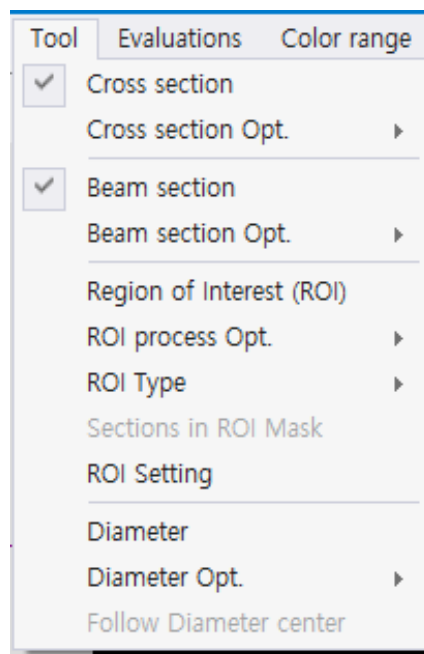 Tool Evaluations Color range
Cross section
Cross section Opt.
Beam section
Beam section Opt.
Region of Interest (ROI)
ROI process Opt.
ROI Type
Sections in ROI Mask
ROI Setting
Diameter
Diameter Opt.
Follow Diameter center